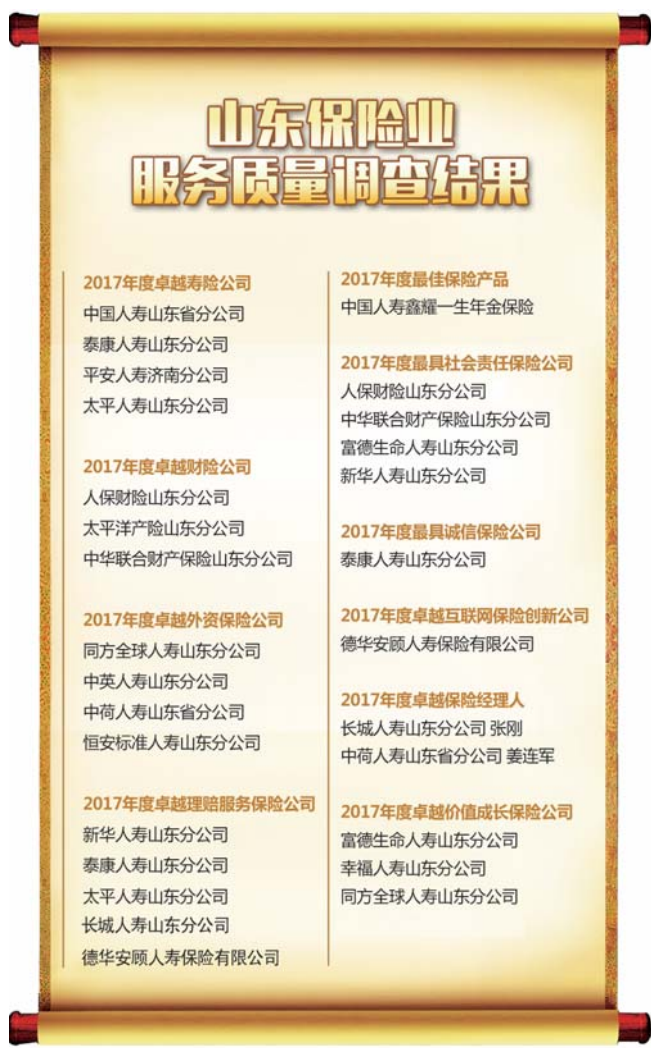 山东保险业
服务质量调查结果
2017年度卓越寿险公司
中国人寿山东省分公司
泰康人寿山东分公司
平安人寿济南分公司
太平人寿山东分公司
2017年度卓越财险公司
人保财险山东分公司
太平洋产险山东分公司
中华联合财产保险山东分公司
2017年度卓越外资保险公司
同方全球人寿山东分公司
中英人寿山东分公司
中荷人寿山东省分公司
恒安标准人寿山东分公司
2017年度卓越理赔服务保险公司
新华人寿山东分公司
泰康人寿山东分公司
太平人寿山东分公司
长城人寿山东分公司
德华安顾人寿保险有限公司
2017年度最佳保险产品
中国人寿鑫耀一生年金保险
2017年度最具社会责任保险公司
人保财险山东分公司
中华联合财产保险山东分公司
富德生命人寿山东分公司
新华人寿山东分公司
2017年度最具诚信保险公司
泰康人寿山东分公司
2017年度卓越互联网保险创新公司
德华安顾人寿保险有限公司
2017年度卓越保险经理人
长城人寿山东分公司 张刚
中荷人寿山东省分公司 姜连军
2017年度卓越价值成长保险公司
富德生命人寿山东分公司
幸福人寿山东分公司
同方全球人寿山东分公司